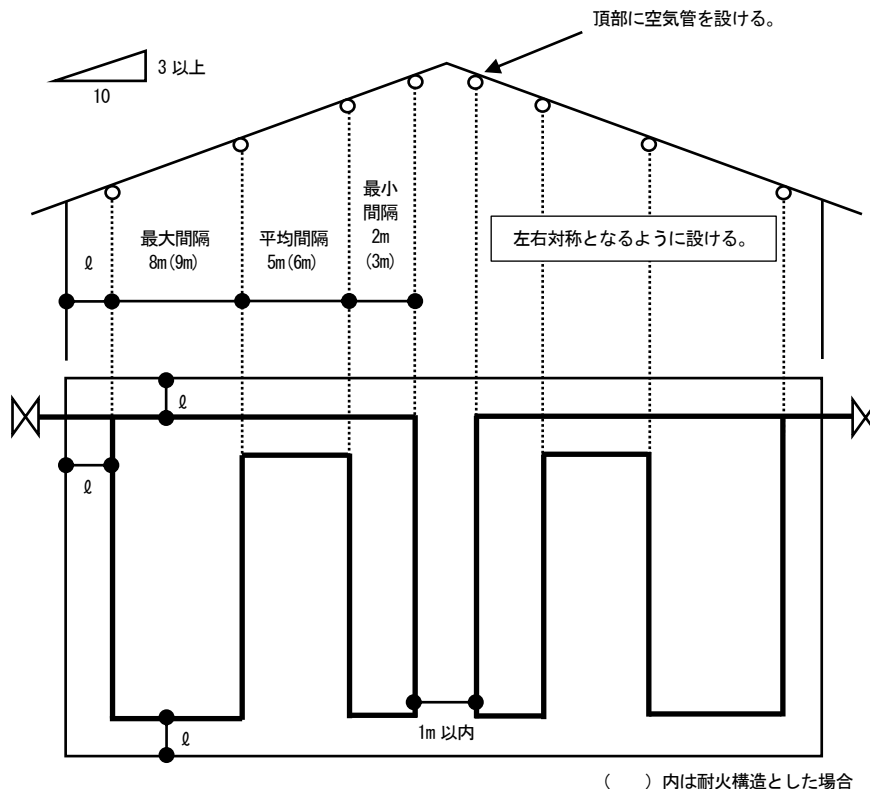 頂部に空気管を設ける。
3 以上
10
最小
間隔
2m
(3m)
最大間隔
8m(9m)
平均間隔
5m(6m)
左右対称となるように設ける。
ℓ
ℓ
ℓ
ℓ
1m 以内
(　　) 内は耐火構造とした場合